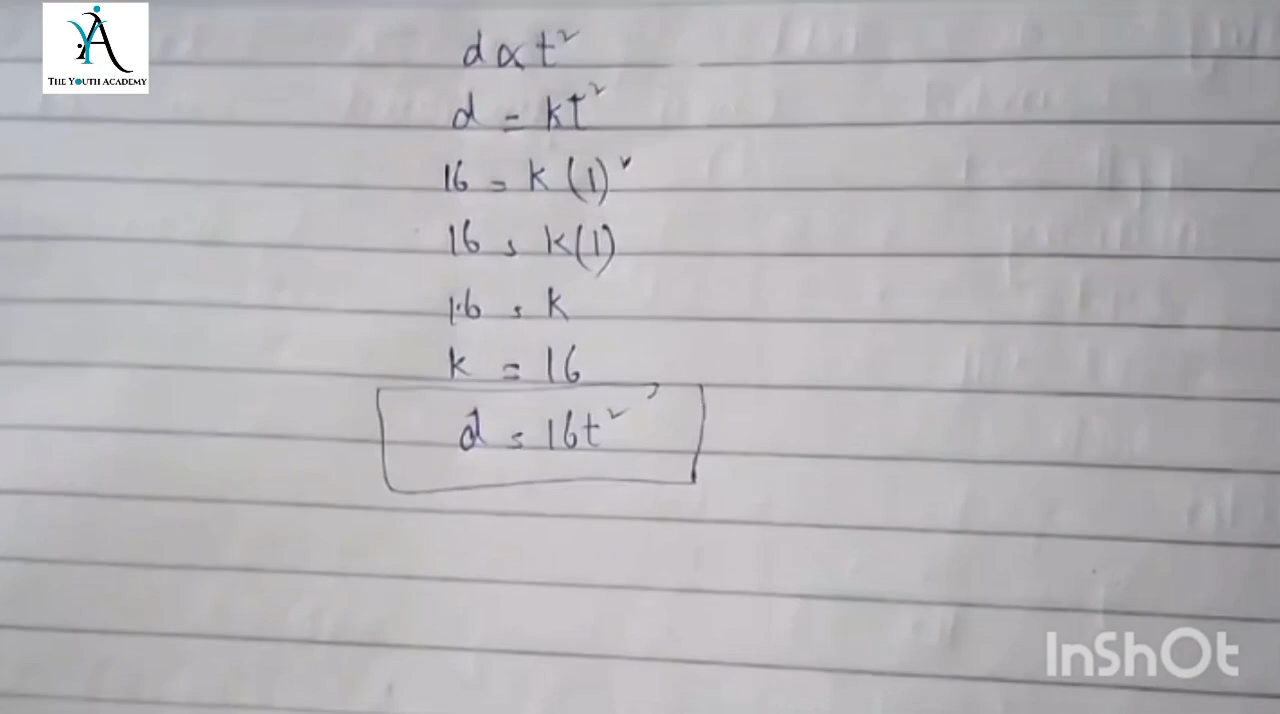 THE YOUTH ACADEMY
d ∝ t²
d = kt²
16 = k (1)²
16 = k(1)
16 = k
k = 16
d = 16t²
InShOt